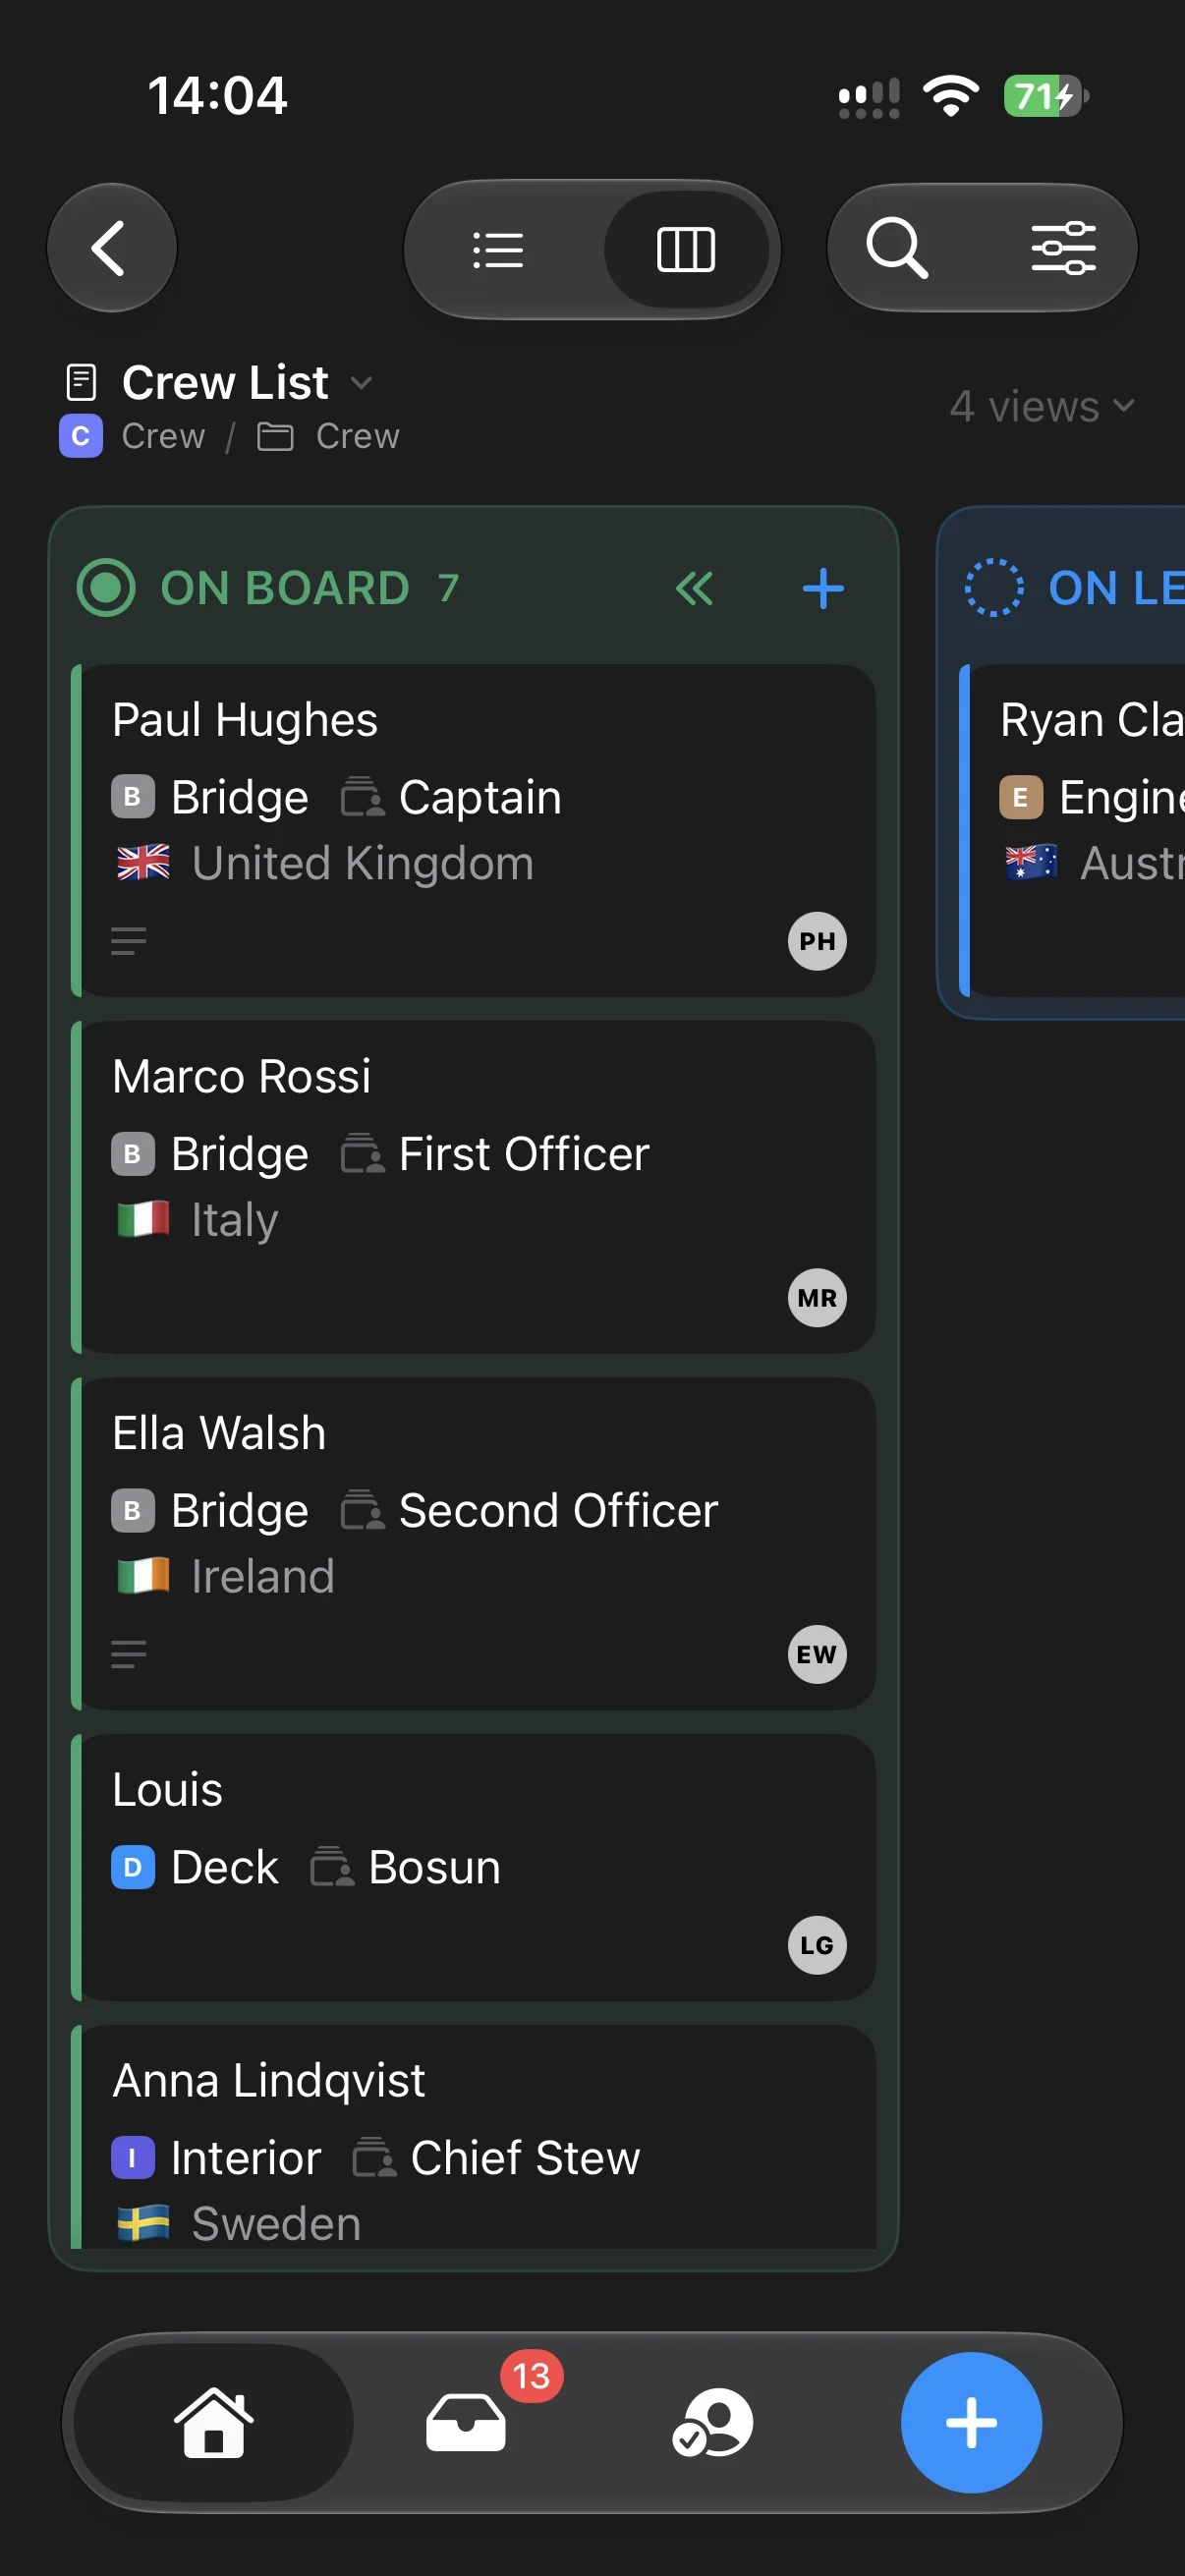 14:04
71
Crew List
4 views
C Crew / Crew
ON BOARD 7
Paul Hughes
B Bridge Captain
United Kingdom
PH
Marco Rossi
B Bridge First Officer
Italy
MR
Ella Walsh
B Bridge Second Officer
Ireland
EW
Louis
D Deck Bosun
LG
Anna Lindqvist
I Interior Chief Stew
Sweden
ON LE
Ryan Cla
E Engine
Austr
13